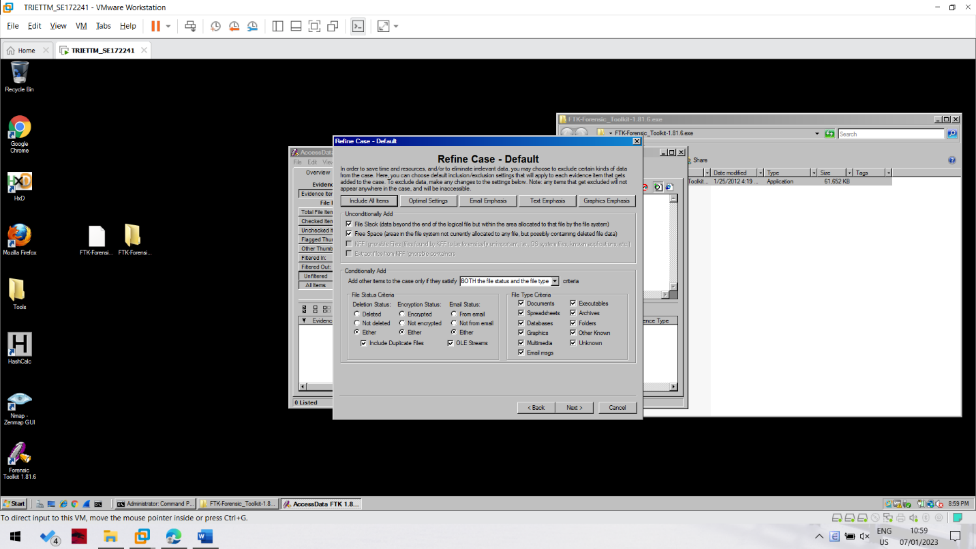 TRIETTM_SE172241 - VMware Workstation
File Edit View VM Tabs Help
Home
TRIETTM_SE172241
Recycle Bin
Google
Chrome
HxD
Mozilla Firefox
FTK-Forensi...
FTK-Forensi...
Tools
HashCalc
Nmap -
Zenmap GUI
Forensic
Toolkit 1.81.6
FTK-Forensic_Toolkit-1.81.6.exe
FTK-Forensic_Toolkit-1.81.6.exe
Search
Share
Date modified Type Size Tags
Toolkit... 1/25/2012 4:19 ... Application 61,652 KB
AccessData
File Edit View
Overview
Evidence Item
Total File Item
Checked Item
Unchecked It
Flagged Thum
Other Thumb
Filtered In:
Filtered Out:
Unfiltered
All Items
Evidenc
ence Type
0 Listed
Refine Case - Default
Refine Case - Default
In order to save time and resources, and/or to eliminate irrelevant data, you may choose to exclude certain kinds of data
from the case. Here, you can choose default inclusion/exclusion settings that will apply to each evidence item that gets
added to the case. To exclude data, make any changes to the settings below. Note: any items that get excluded will not
appear anywhere in the case, and will be inaccessible.
Include All Items Optimal Settings Email Emphasis Text Emphasis Graphics Emphasis
Unconditionally Add
File Slack (data beyond the end of the logical file but within the area allocated to that file by the file system)
Free Space (areas in the file system not currently allocated to any file, but possibly containing deleted file data)
Conditionally Add
Add other items to the case only if they satisfy BOTH the file status and the file type criteria
File Status Criteria
Deletion Status: Encryption Status: Email Status:
Deleted Encrypted From email
Not deleted Not encrypted Not from email
Either Either Either
Include Duplicate Files OLE Streams
File Type Criteria
Documents Executables
Spreadsheets Archives
Databases Folders
Graphics Other Known
Multimedia Unknown
Email msgs
< Back Next > Cancel
Start
Administrator: Command P...
FTK-Forensic_Toolkit-1.8...
AccessData FTK 1.8...
8:59 PM
To direct input to this VM, move the mouse pointer inside or press Ctrl+G.
4
ENG
US
10:59
07/01/2023